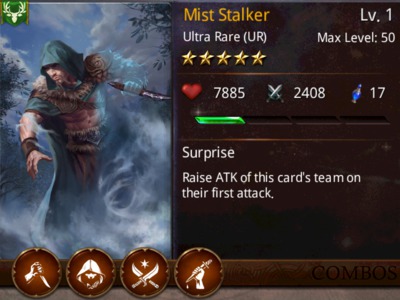 Mist Stalker Lv. 1
Ultra Rare (UR) Max Level: 50
7885 2408 17
Surprise
Raise ATK of this card's team on
their first attack.
COMBOS